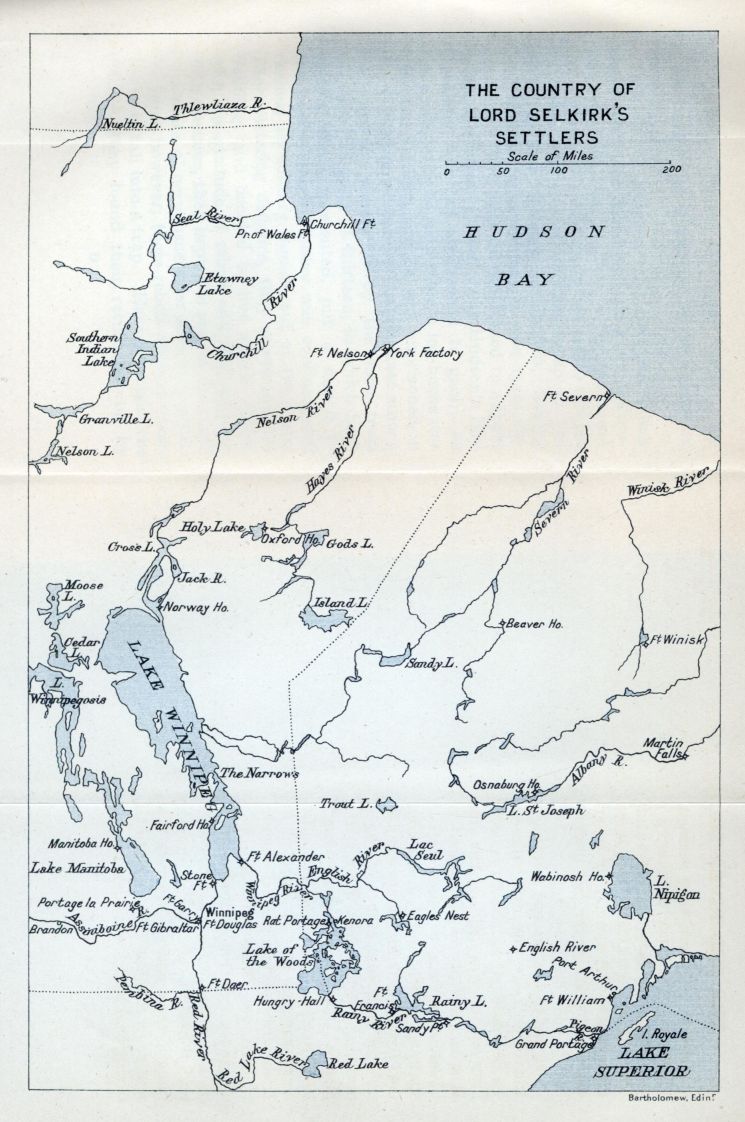 THE COUNTRY OF
LORD SELKIRK'S
SETTLERS
Scale of Miles
0 50 100 200
HUDSON
BAY
Thlewliaza R.
Nueltin L.
Seal River
Pr. of Wales Ft
Churchill Ft
Etawney
Lake
River
Churchill
Southern
Indian
Lake
Ft Nelson
York Factory
Granville L.
Nelson River
Ft Severn
Nelson L.
Hayes River
Severn River
Winisk River
Holy Lake
Oxford Ho.
Gods L.
Cross L.
Jack R.
Moose
L.
Norway Ho.
Island L.
Beaver Ho.
Ft Winisk
Cedar
L.
Sandy L.
L.
Winnipegosis
LAKE WINNIPEG
The Narrows
Martin
Falls
Albany R.
Osnaburg Ho.
L. St Joseph
Trout L.
Fairford Ho.
Manitoba Ho.
Lake Manitoba
Ft Alexander
Lac
Seul
English River
Winnipeg River
Stone
Ft
Wabinosh Ho.
L.
Nipigon
Portage la Prairie
Ft Garry
Winnipeg
Ft Douglas
Rat Portage
Kenora
Eagles Nest
Brandon
Assiniboine
Ft Gibraltar
Lake of
the Woods
English River
Port Arthur
Ft Daer
Hungry Hall
Ft
Francis
Rainy L.
Ft William
Pembina R.
Red River
Rainy River
Sandy Pt
Pigeon
R.
Grand Portage
I. Royale
LAKE
SUPERIOR
Red Lake River
Red Lake
Bartholomew, Edinr